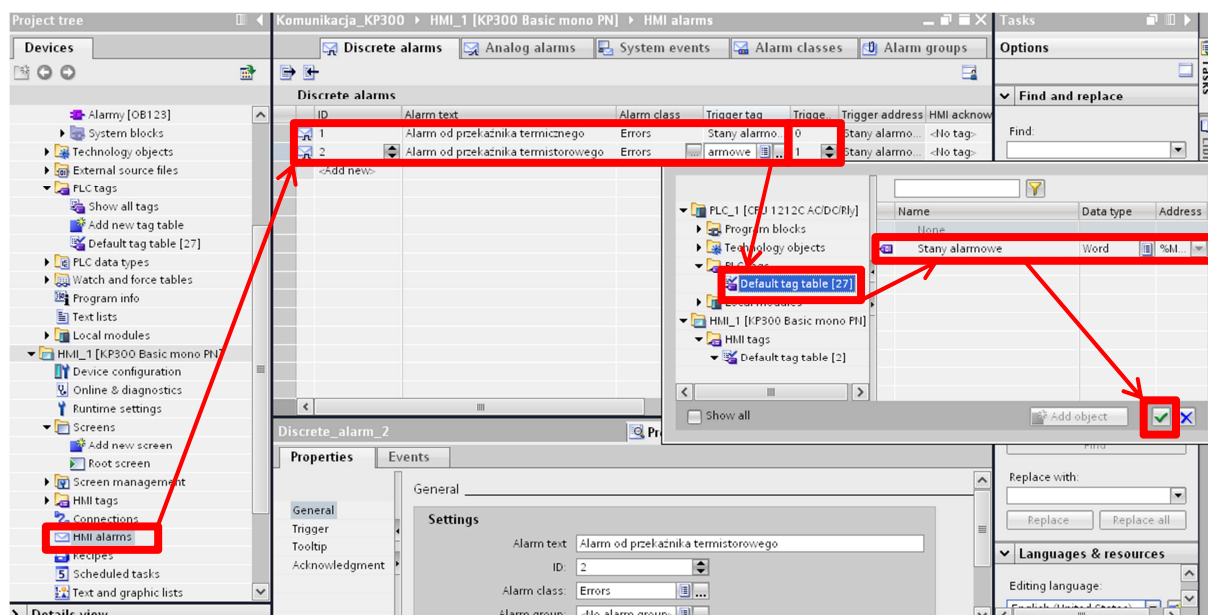 Project tree
Komunikacja_KP300 ▸ HMI_1 [KP300 Basic mono PN] ▸ HMI alarms
Tasks
Devices
Discrete alarms
Analog alarms
System events
Alarm classes
Alarm groups
Options
Tasks
Discrete alarms
Find and replace
ID
Alarm text
Alarm class
Trigger tag
Trigge..
Trigger address
HMI acknow
1
Alarm od przekaźnika termicznego
Errors
Stany alarmo...
0
Stany alarmo...
<No tag>
2
Alarm od przekaźnika termistorowego
Errors
armowe
1
Stany alarmo...
<No tag>
<Add new>
Find:
Alarmy [OB123]
System blocks
Technology objects
External source files
PLC tags
Show all tags
Add new tag table
Default tag table [27]
PLC data types
Watch and force tables
Program info
Text lists
Local modules
HMI_1 [KP300 Basic mono PN]
Device configuration
Online & diagnostics
Runtime settings
Screens
Add new screen
Root screen
Screen management
HMI tags
Connections
HMI alarms
Recipes
Scheduled tasks
Text and graphic lists
Details view
PLC_1 [CPU 1212C AC/DC/Rly]
Program blocks
Technology objects
PLC tags
Default tag table [27]
Local modules
HMI_1 [KP300 Basic mono PN]
HMI tags
Default tag table [2]
Name
Data type
Address
None
Stany alarmowe
Word
%M...
Show all
Add object
Discrete_alarm_2
Pr
Properties
Events
General
General
Trigger
Tooltip
Acknowledgment
Settings
Alarm text
Alarm od przekaźnika termistorowego
ID:
2
Alarm class:
Errors
Alarm group:
<No alarm group>
Find
Replace with:
Replace
Replace all
Languages & resources
Editing language:
English (United States)